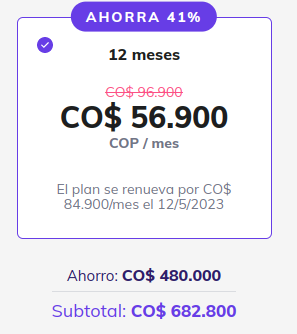 AHORRA 41%
12 meses
CO$ 96.900
CO$ 56.900
COP / mes
El plan se renueva por CO$
84.900/mes el 12/5/2023
Ahorro: CO$ 480.000
Subtotal: CO$ 682.800